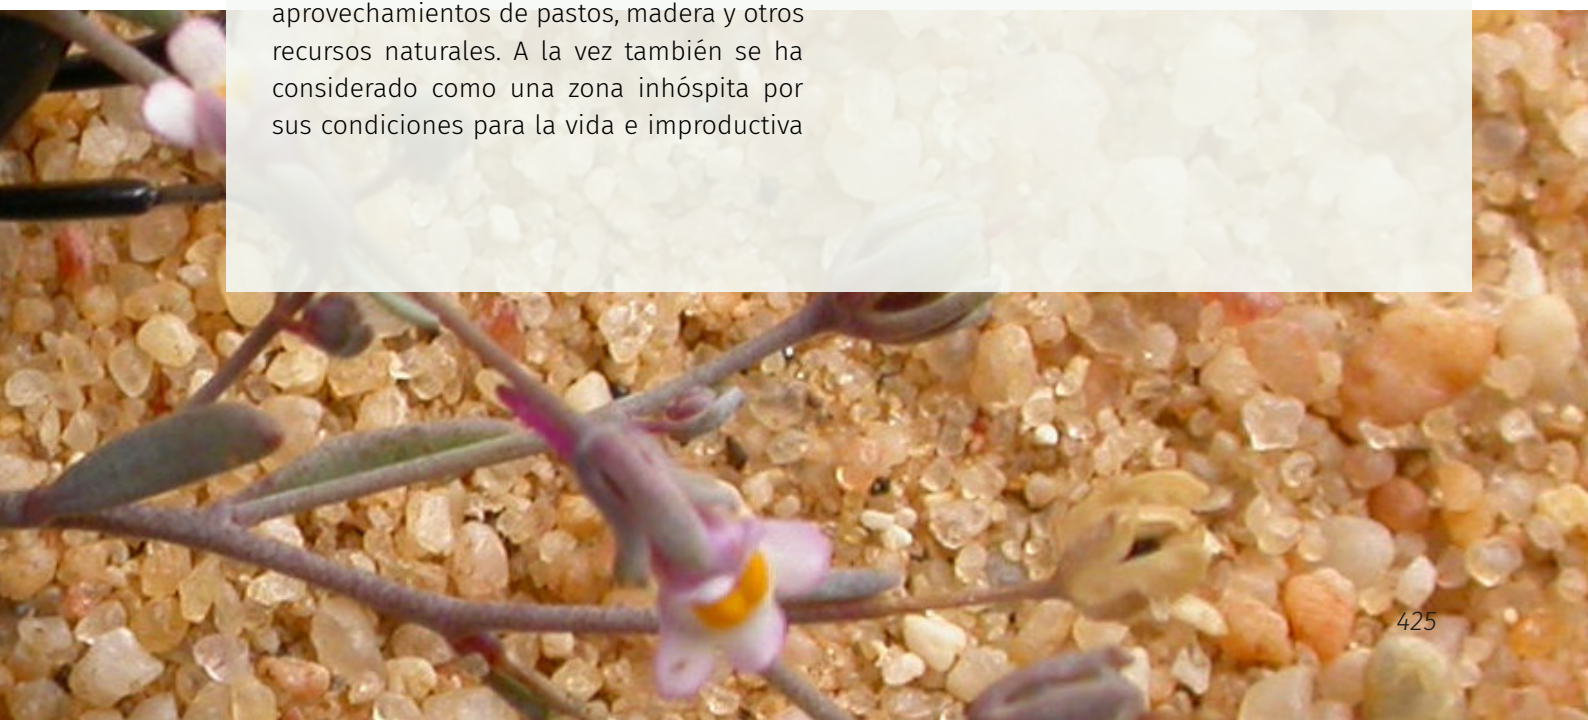 aprovechamientos de pastos, madera y otros
recursos naturales. A la vez también se ha
considerado como una zona inhóspita por
sus condiciones para la vida e improductiva
425